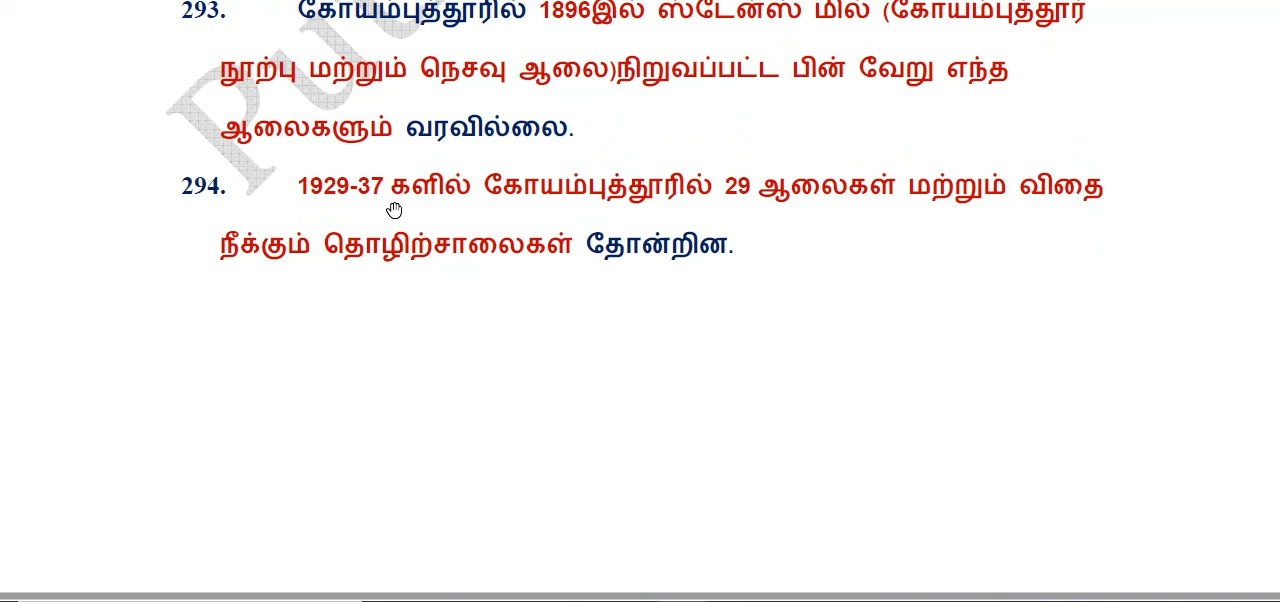 293. கோயம்புத்தூரில் 1896இல் ஸ்டேன்ஸ் மில் (கோயம்புத்தூர்
நூற்பு மற்றும் நெசவு ஆலை)நிறுவப்பட்ட பின் வேறு எந்த
ஆலைகளும் வரவில்லை.
294. 1929-37 களில் கோயம்புத்தூரில் 29 ஆலைகள் மற்றும் விதை
நீக்கும் தொழிற்சாலைகள் தோன்றின.